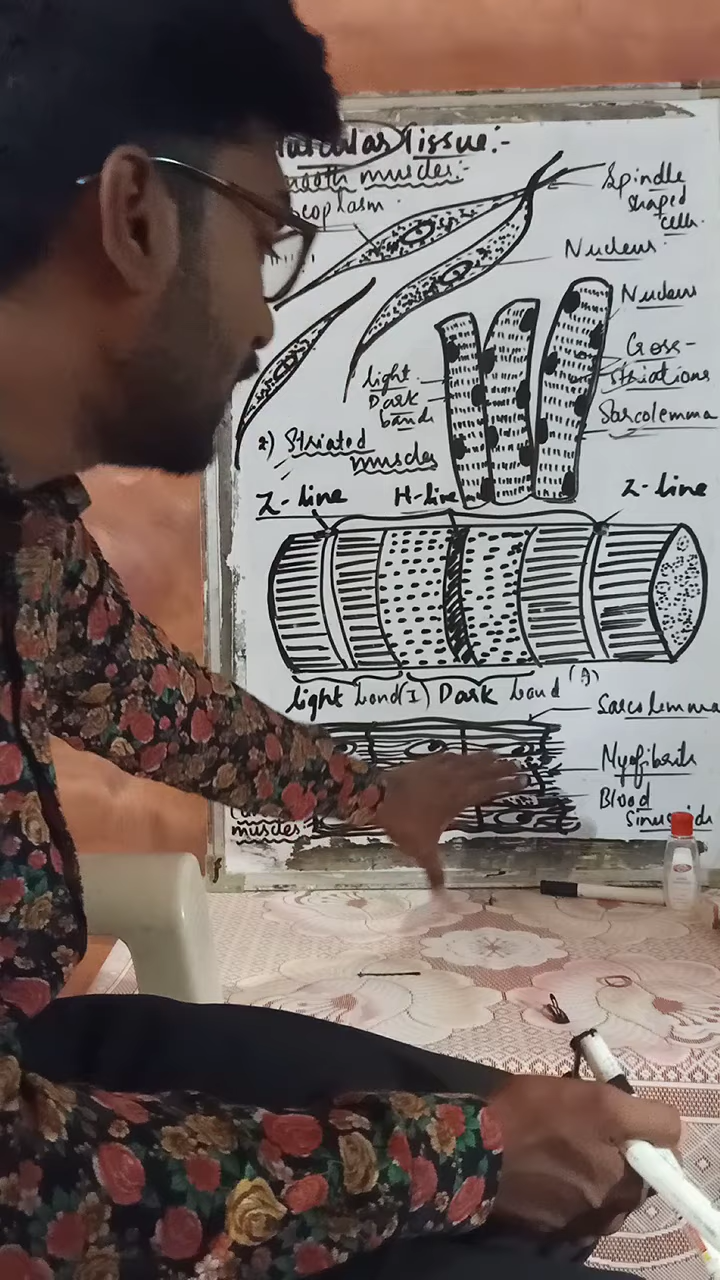 Tissue:-
muscles:-
Spindle
shaped
cells.
Nucleus
Nucleus
Cross-
striations
Sarcolemma
light
Dark
band
2) Striated
muscles
Z-line H-line Z-line
light band(I) Dark band (A)
Sarcolemma
Myofibrils
Blood
Sinusoids
muscles: